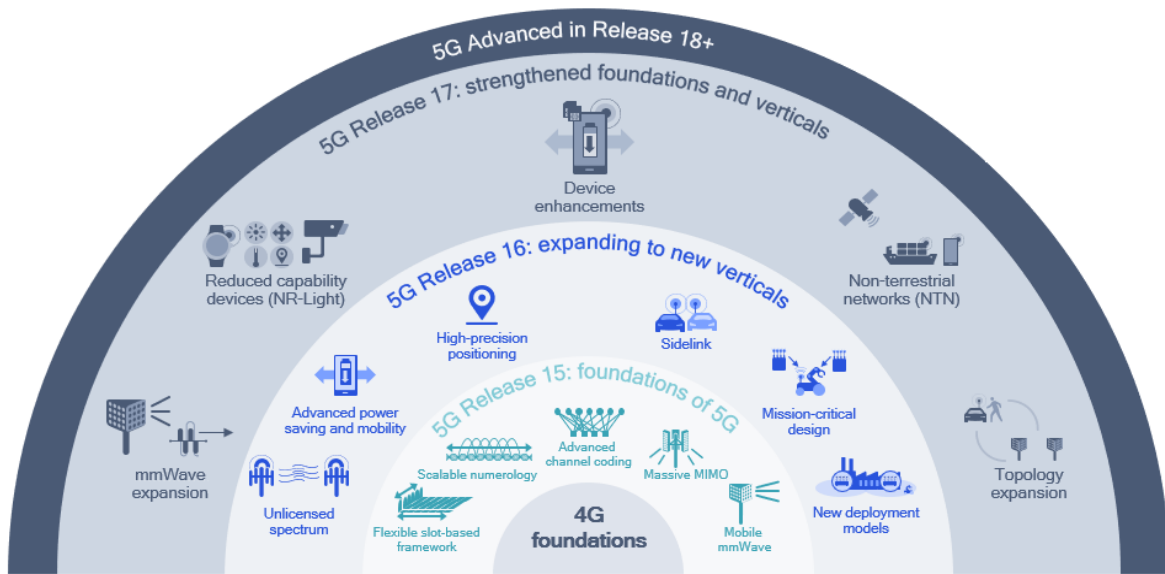 5G Advanced in Release 18+
5G Release 17: strengthened foundations and verticals
Device
enhancements
Reduced capability
devices (NR-Light)
Non-terrestrial
networks (NTN)
mmWave
expansion
Topology
expansion
5G Release 16: expanding to new verticals
High-precision
positioning
Sidelink
Advanced power
saving and mobility
Mission-critical
design
Unlicensed
spectrum
New deployment
models
5G Release 15: foundations of 5G
Scalable numerology
Advanced
channel coding
Massive MIMO
Flexible slot-based
framework
Mobile
mmWave
4G
foundations